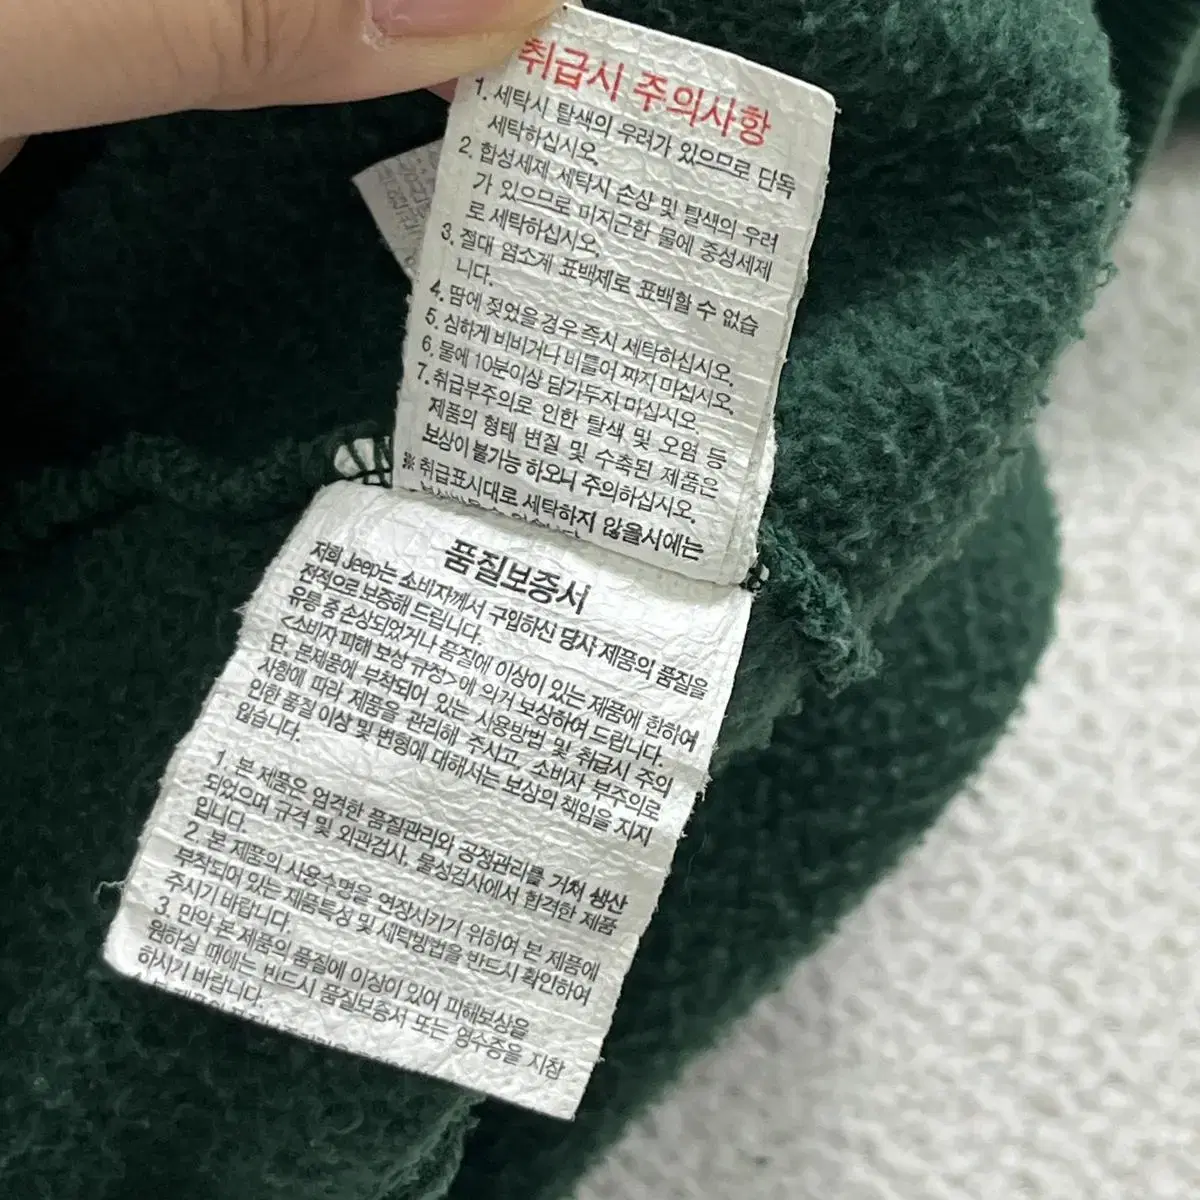 취급시 주의사항
1. 세탁시 탈색의 우려가 있으므로 단독
세탁하십시오.
2. 합성세제 세탁시 손상 및 탈색의 우려
가 있으므로 미지근한 물에 중성세제
로 세탁하십시오.
3. 절대 염소계 표백제로 표백할 수 없습
니다.
4. 땀에 젖었을 경우 즉시 세탁하십시오.
5. 심하게 비비거나 비틀어 짜지 마십시오.
6. 물에 10분이상 담가두지 마십시오.
7. 취급부주의로 인한 탈색 및 오염 등
제품의 형태 변질 및 수축된 제품은
보상이 불가능 하오니 주의하십시오.
※ 취급표시대로 세탁하지 않을시에는
품질보증서
저희 Jeep는 소비자께서 구입하신 당사 제품의 품질을
전적으로 보증해 드립니다.
유통 중 손상되었거나 품질에 이상이 있는 제품에 한하여
<소비자 피해 보상 규정>에 의거 보상하여 드립니다.
단, 본제품에 부착되어 있는 사용방법 및 취급시 주의
사항에 따라 제품을 관리해 주시고, 소비자 부주의로
인한 품질 이상 및 변형에 대해서는 보상의 책임을 지지
않습니다.
1. 본 제품은 엄격한 품질관리와 공정관리를 거쳐 생산
되었으며 규격 및 외관검사, 물성검사에서 합격한 제품
입니다.
2. 본 제품의 사용수명을 연장시키기 위하여 본 제품에
부착되어 있는 제품특성 및 세탁방법을 반드시 확인하여
주시기 바랍니다.
3. 만약 본 제품의 품질에 이상이 있어 피해보상을
원하실 때에는 반드시 품질보증서 또는 영수증을 지참
하시기 바랍니다.